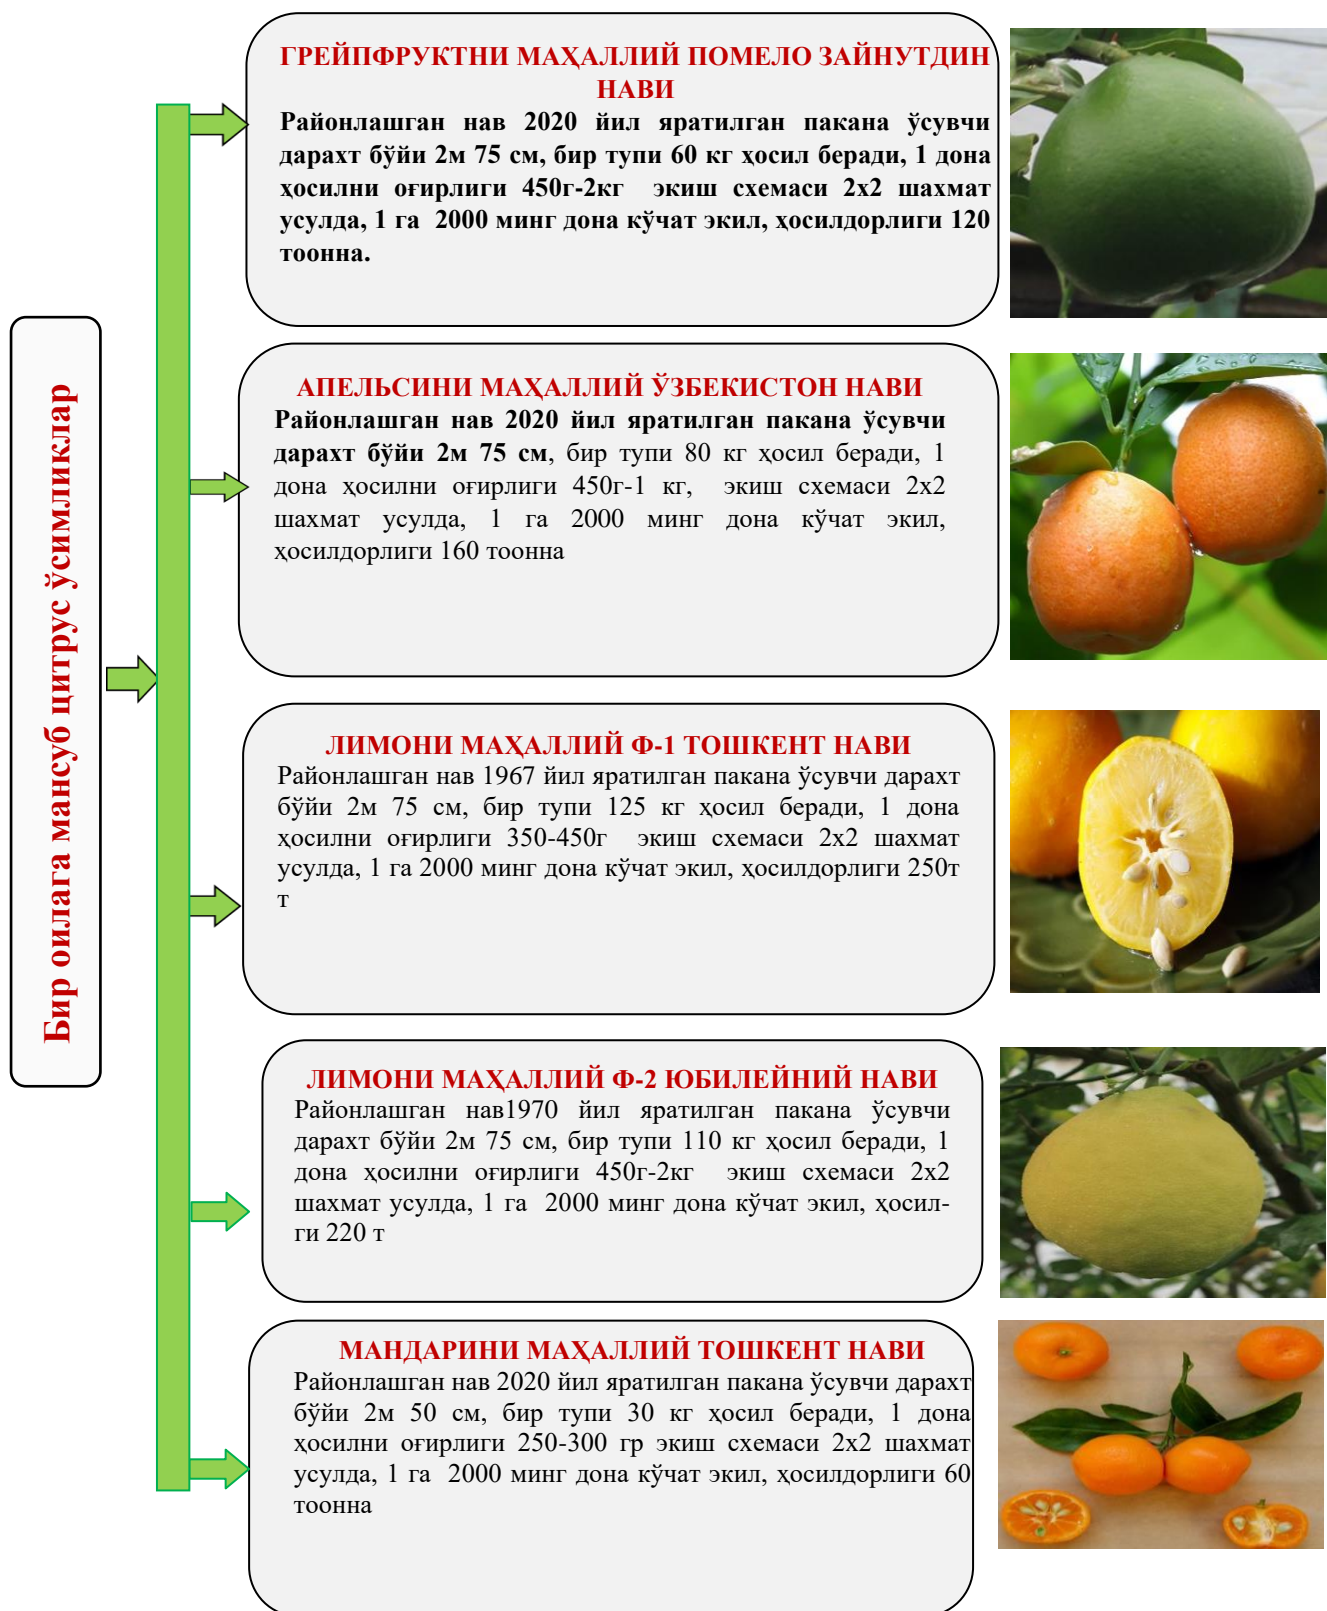 Бир оилага мансуб цитрус ўсимликлар
ГРЕЙПФРУКТНИ МАҲАЛЛИЙ ПОМЕЛО ЗАЙНУТДИН
НАВИ
Районлашган нав 2020 йил яратилган пакана ўсувчи
дарахт бўйи 2м 75 см, бир тупи 60 кг ҳосил беради, 1 дона
ҳосилни оғирлиги 450г-2кг экиш схемаси 2х2 шахмат
усулда, 1 га 2000 минг дона кўчат экил, ҳосилдорлиги 120
тоонна.
АПЕЛЬСИНИ МАҲАЛЛИЙ ЎЗБЕКИСТОН НАВИ
Районлашган нав 2020 йил яратилган пакана ўсувчи
дарахт бўйи 2м 75 см, бир тупи 80 кг ҳосил беради, 1
дона ҳосилни оғирлиги 450г-1 кг, экиш схемаси 2х2
шахмат усулда, 1 га 2000 минг дона кўчат экил,
ҳосилдорлиги 160 тоонна
ЛИМОНИ МАҲАЛЛИЙ Ф-1 ТОШКЕНТ НАВИ
Районлашган нав 1967 йил яратилган пакана ўсувчи дарахт
бўйи 2м 75 см, бир тупи 125 кг ҳосил беради, 1 дона
ҳосилни оғирлиги 350-450г экиш схемаси 2х2 шахмат
усулда, 1 га 2000 минг дона кўчат экил, ҳосилдорлиги 250т
т
ЛИМОНИ МАҲАЛЛИЙ Ф-2 ЮБИЛЕЙНИЙ НАВИ
Районлашган нав1970 йил яратилган пакана ўсувчи
дарахт бўйи 2м 75 см, бир тупи 110 кг ҳосил беради, 1
дона ҳосилни оғирлиги 450г-2кг экиш схемаси 2х2
шахмат усулда, 1 га 2000 минг дона кўчат экил, ҳосил-
ги 220 т
МАНДАРИНИ МАҲАЛЛИЙ ТОШКЕНТ НАВИ
Районлашган нав 2020 йил яратилган пакана ўсувчи дарахт
бўйи 2м 50 см, бир тупи 30 кг ҳосил беради, 1 дона
ҳосилни оғирлиги 250-300 гр экиш схемаси 2х2 шахмат
усулда, 1 га 2000 минг дона кўчат экил, ҳосилдорлиги 60
тоонна